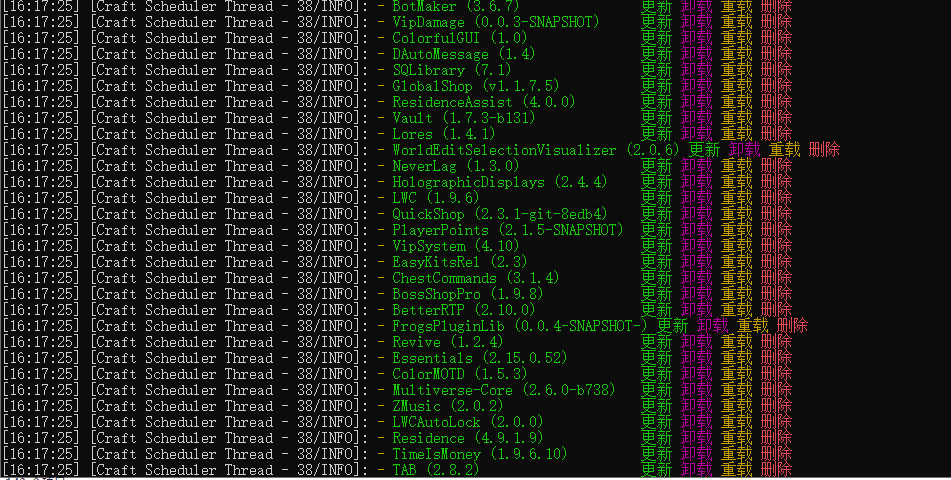 [16:17:25] [Craft Scheduler Thread - 38/INFO]: - BotMaker (3.6.7) 更新 卸载 重载 删除
[16:17:25] [Craft Scheduler Thread - 38/INFO]: - VipDamage (0.0.3-SNAPSHOT) 更新 卸载 重载 删除
[16:17:25] [Craft Scheduler Thread - 38/INFO]: - ColorfulGUI (1.0) 更新 卸载 重载 删除
[16:17:25] [Craft Scheduler Thread - 38/INFO]: - DAutoMessage (1.4) 更新 卸载 重载 删除
[16:17:25] [Craft Scheduler Thread - 38/INFO]: - SQLibrary (7.1) 更新 卸载 重载 删除
[16:17:25] [Craft Scheduler Thread - 38/INFO]: - GlobalShop (v1.1.7.5) 更新 卸载 重载 删除
[16:17:25] [Craft Scheduler Thread - 38/INFO]: - ResidenceAssist (4.0.0) 更新 卸载 重载 删除
[16:17:25] [Craft Scheduler Thread - 38/INFO]: - Vault (1.7.3-b131) 更新 卸载 重载 删除
[16:17:25] [Craft Scheduler Thread - 38/INFO]: - Lores (1.4.1) 更新 卸载 重载 删除
[16:17:25] [Craft Scheduler Thread - 38/INFO]: - WorldEditSelectionVisualizer (2.0.6) 更新 卸载 重载 删除
[16:17:25] [Craft Scheduler Thread - 38/INFO]: - NeverLag (1.3.0) 更新 卸载 重载 删除
[16:17:25] [Craft Scheduler Thread - 38/INFO]: - HolographicDisplays (2.4.4) 更新 卸载 重载 删除
[16:17:25] [Craft Scheduler Thread - 38/INFO]: - LWC (1.9.6) 更新 卸载 重载 删除
[16:17:25] [Craft Scheduler Thread - 38/INFO]: - QuickShop (2.3.1-git-8edb4) 更新 卸载 重载 删除
[16:17:25] [Craft Scheduler Thread - 38/INFO]: - PlayerPoints (2.1.5-SNAPSHOT) 更新 卸载 重载 删除
[16:17:25] [Craft Scheduler Thread - 38/INFO]: - VipSystem (4.10) 更新 卸载 重载 删除
[16:17:25] [Craft Scheduler Thread - 38/INFO]: - EasyKitsRel (2.3) 更新 卸载 重载 删除
[16:17:25] [Craft Scheduler Thread - 38/INFO]: - ChestCommands (3.1.4) 更新 卸载 重载 删除
[16:17:25] [Craft Scheduler Thread - 38/INFO]: - BossShopPro (1.9.8) 更新 卸载 重载 删除
[16:17:25] [Craft Scheduler Thread - 38/INFO]: - BetterRTP (2.10.0) 更新 卸载 重载 删除
[16:17:25] [Craft Scheduler Thread - 38/INFO]: - FrogsPluginLib (0.0.4-SNAPSHOT-) 更新 卸载 重载 删除
[16:17:25] [Craft Scheduler Thread - 38/INFO]: - Revive (1.2.4) 更新 卸载 重载 删除
[16:17:25] [Craft Scheduler Thread - 38/INFO]: - Essentials (2.15.0.52) 更新 卸载 重载 删除
[16:17:25] [Craft Scheduler Thread - 38/INFO]: - ColorMOTD (1.5.3) 更新 卸载 重载 删除
[16:17:25] [Craft Scheduler Thread - 38/INFO]: - Multiverse-Core (2.6.0-b738) 更新 卸载 重载 删除
[16:17:25] [Craft Scheduler Thread - 38/INFO]: - ZMusic (2.0.2) 更新 卸载 重载 删除
[16:17:25] [Craft Scheduler Thread - 38/INFO]: - LWCAutoLock (2.0.0) 更新 卸载 重载 删除
[16:17:25] [Craft Scheduler Thread - 38/INFO]: - Residence (4.9.1.9) 更新 卸载 重载 删除
[16:17:25] [Craft Scheduler Thread - 38/INFO]: - TimeIsMoney (1.9.6.10) 更新 卸载 重载 删除
[16:17:25] [Craft Scheduler Thread - 38/INFO]: - TAB (2.8.2) 更新 卸载 重载 删除